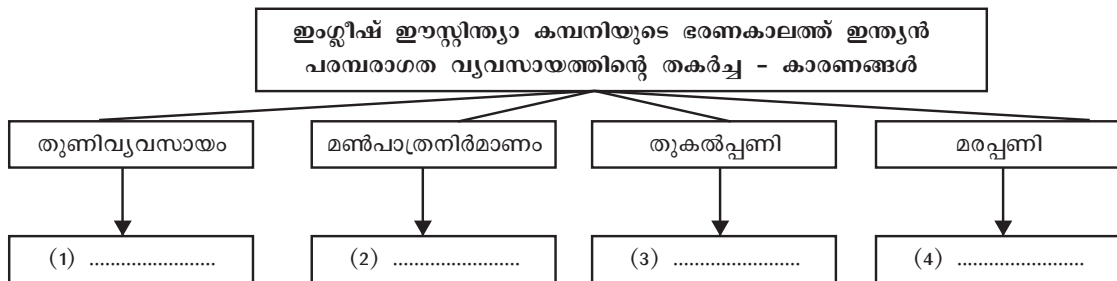 ഇംഗ്ലീഷ് ഈസ്റ്റിന്ത്യാ കമ്പനിയുടെ ഭരണകാലത്ത് ഇന്ത്യൻ
പരമ്പരാഗത വ്യവസായത്തിന്റെ തകർച്ച - കാരണങ്ങൾ
തുണിവ്യവസായം
മൺപാത്രനിർമാണം
തുകൽപ്പണി
മരപ്പണി
(1) ........................
(2) ........................
(3) ........................
(4) ........................